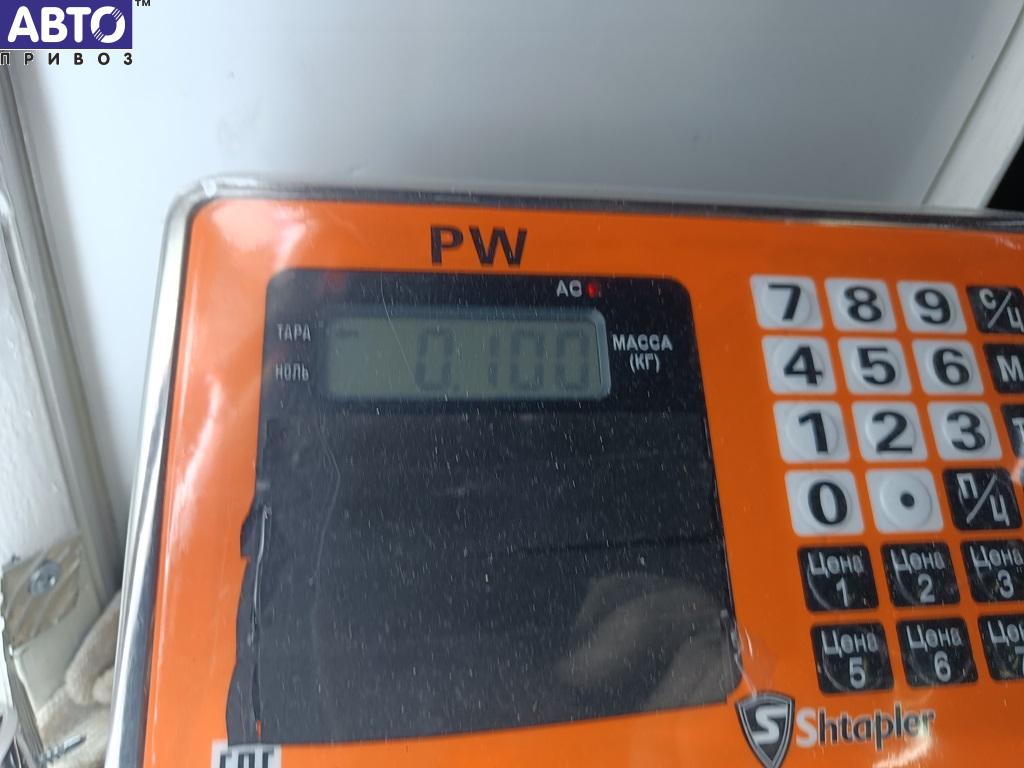 АВТО™
ПРИВОЗ
PW
AC
ТАРА
НОЛЬ
0.100
МАССА
(КГ)
7 8 9 С/Ц
4 5 6 М
1 2 3
0 . П/Ц
Цена 1 Цена 2 Цена 3
Цена 5 Цена 6
Shtapler